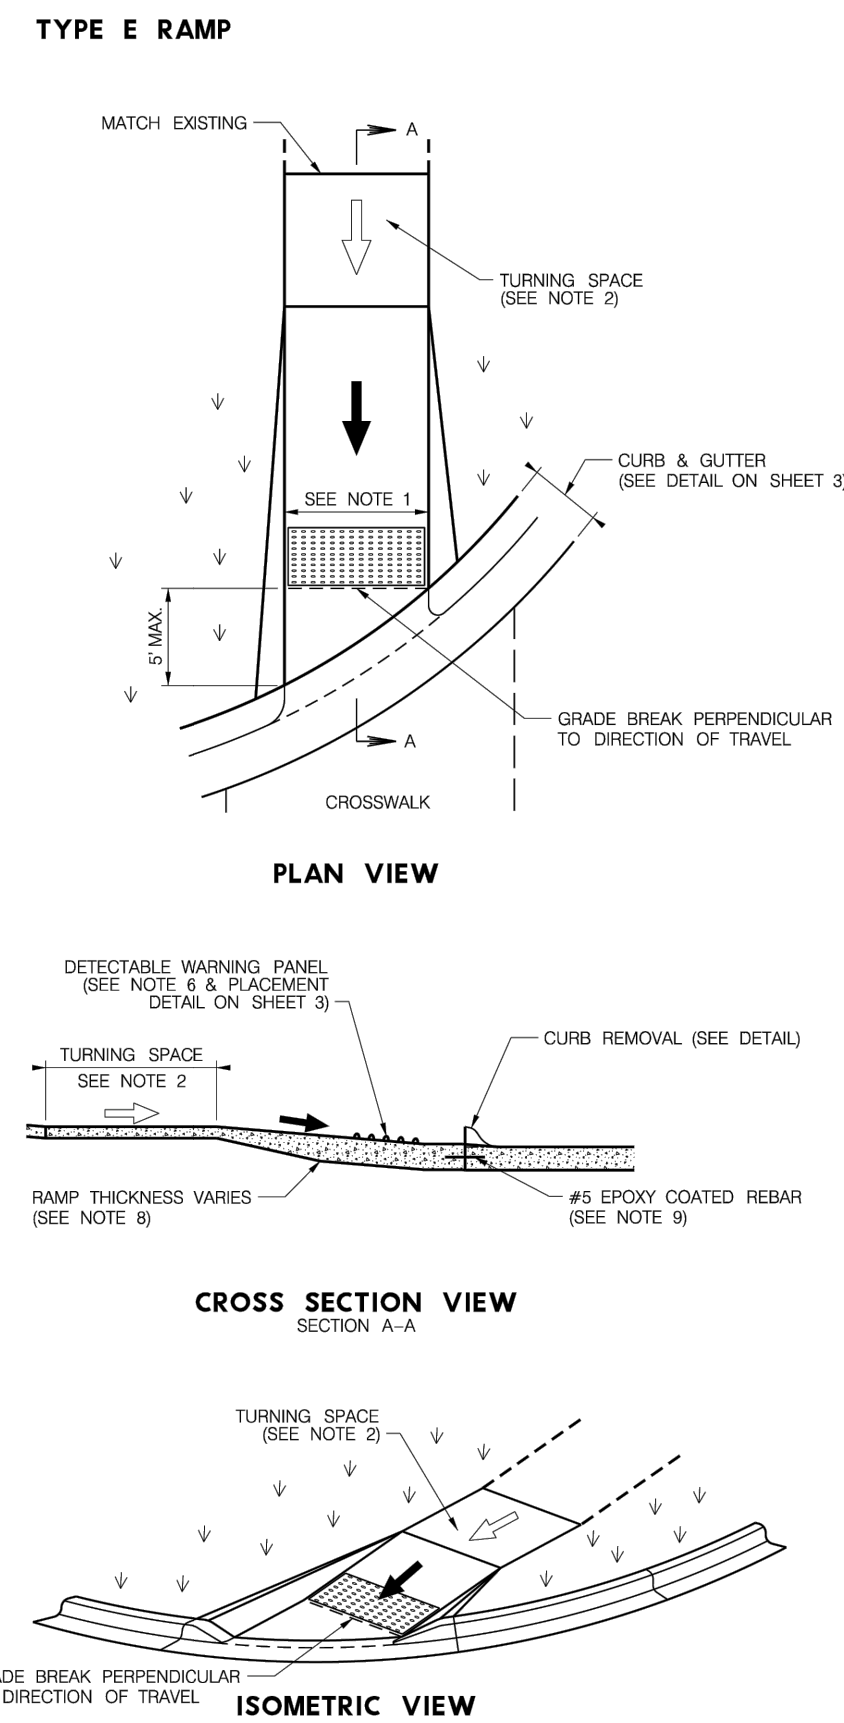 TYPE E RAMP
MATCH EXISTING
A
TURNING SPACE
(SEE NOTE 2)
CURB & GUTTER
(SEE DETAIL ON SHEET 3)
SEE NOTE 1
5' MAX.
GRADE BREAK PERPENDICULAR
TO DIRECTION OF TRAVEL
A
CROSSWALK
PLAN VIEW
DETECTABLE WARNING PANEL
(SEE NOTE 6 & PLACEMENT
DETAIL ON SHEET 3)
CURB REMOVAL (SEE DETAIL)
TURNING SPACE
SEE NOTE 2
RAMP THICKNESS VARIES
(SEE NOTE 8)
#5 EPOXY COATED REBAR
(SEE NOTE 9)
CROSS SECTION VIEW
SECTION A-A
TURNING SPACE
(SEE NOTE 2)
ADE BREAK PERPENDICULAR
DIRECTION OF TRAVEL
ISOMETRIC VIEW